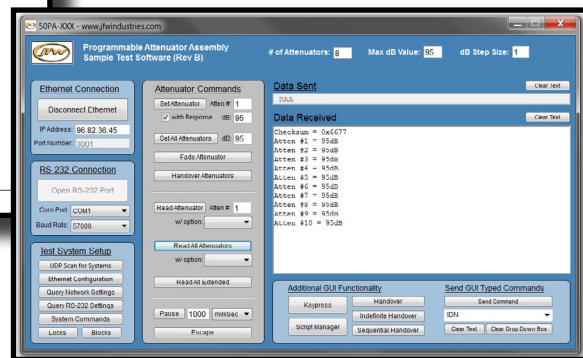 50PA-XXX - www.jfwindustries.com
JFW
Programmable Attenuator Assembly
Sample Test Software (Rev B)
# of Attenuators: 8 Max dB Value: 95 dB Step Size: 1
Ethernet Connection
Disconnect Ethernet
IP Address: 96.82.36.45
Port Number: 3001
RS-232 Connection
Open RS-232 Port
Com Port: COM1
Baud Rate: 57600
Test System Setup
UDP Scan for Systems
Ethernet Configuration
Query Network Settings
Query RS-232 Settings
System Commands
Locks Blocks
Attenuator Commands
Set Attenuator Atten #: 1
with Response dB: 95
Set All Attenuators dB: 95
Fade Attenuator
Handover Attenuators
Read Attenuator Atten #: 1
w/ option:
Read All Attenuators
w/ option:
Read All Extended
Pause 1000 millisec
Escape
Data Sent Clear Text
RAA
Data Received Clear Text
Checksum = 0x6677
Atten #1 = 95dB
Atten #2 = 95dB
Atten #3 = 95dB
Atten #4 = 95dB
Atten #5 = 95dB
Atten #6 = 95dB
Atten #7 = 95dB
Atten #8 = 95dB
Atten #9 = 95dB
Atten #10 = 95dB
Additional GUI Functionality
Keypress Handover
Indefinite Handover
Script Manager Sequential Handover
Send GUI Typed Commands
Send Command
IDN
Clear Text Clear Drop Down Box